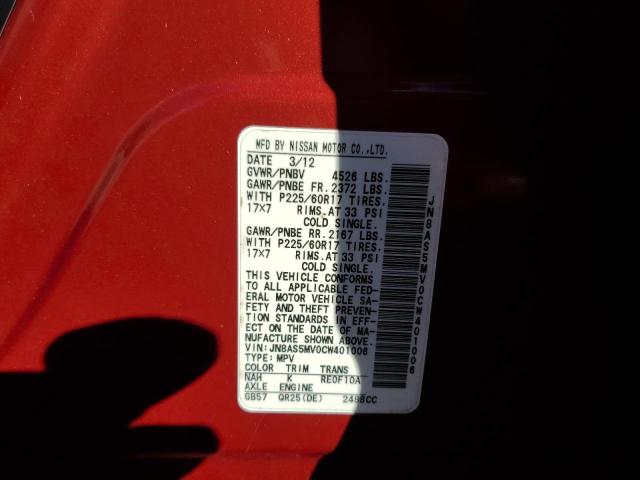 MFD BY NISSAN MOTOR CO.,LTD.
DATE 3/12
GVWR/PNBV 4526 LBS.
GAWR/PNBE FR.2372 LBS.
WITH P225/60R17 TIRES.
17X7 RIMS.AT 33 PSI
COLD SINGLE.
GAWR/PNBE RR.2167 LBS.
WITH P225/60R17 TIRES.
17X7 RIMS.AT 33 PSI
COLD SINGLE.
THIS VEHICLE CONFORMS
TO ALL APPLICABLE FED-
ERAL MOTOR VEHICLE SA-
FETY AND THEFT PREVEN-
TION STANDARDS IN EFF-
ECT ON THE DATE OF MA-
NUFACTURE SHOWN ABOVE.
VIN:JN8AS5MV0CW401006
TYPE:MPV
COLOR TRIM TRANS
NAH K RE0F10A
AXLE ENGINE
GB57 QR25(DE) 2488CC
JN8AS5MV0CW401006